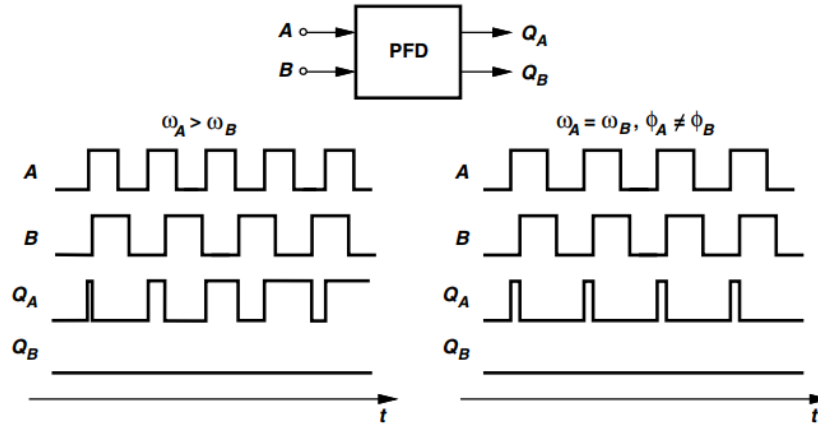 A PFD Q_A
B Q_B
ω_A > ω_B
ω_A = ω_B, ϕ_A ≠ ϕ_B
A
B
Q_A
Q_B
t
A
B
Q_A
Q_B
t